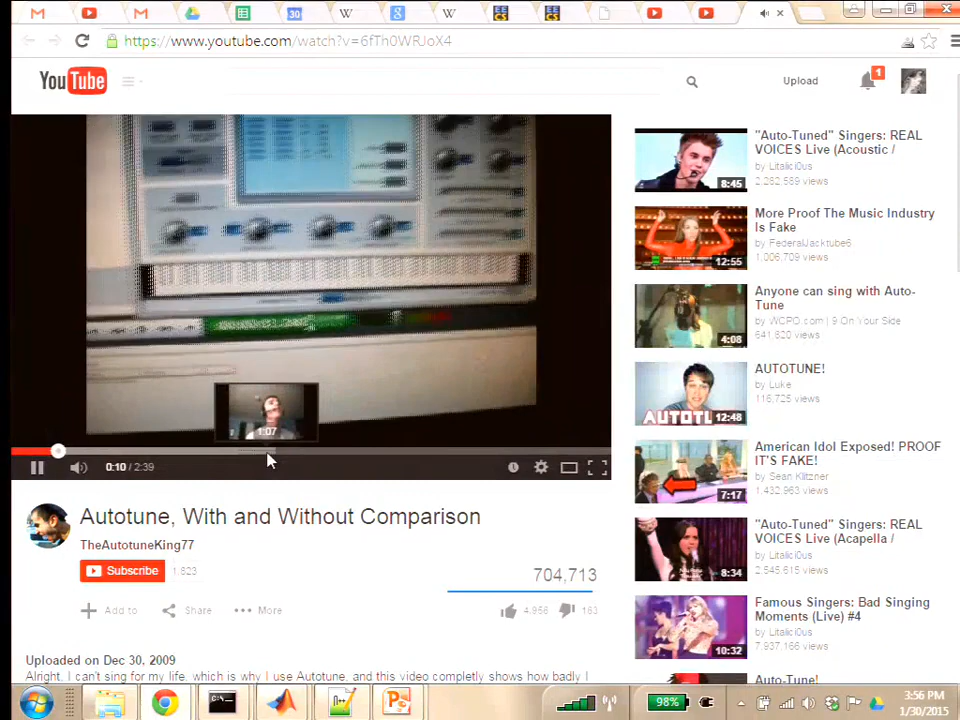 30
W
g
W
EE
CS
EE
CS
https://www.youtube.com/watch?v=6fTh0WRJoX4
YouTube
Upload
1
1:07
0:10 / 2:39
Autotune, With and Without Comparison
TheAutotuneKing77
Subscribe
1,823
704,713
Add to
Share
More
4,956
163
Uploaded on Dec 30, 2009
Alright, I can't sing for my life, which is why I use Autotune, and this video completly shows how badly I
"Auto-Tuned" Singers: REAL
VOICES Live (Acoustic /
by Litalici0us
2,262,569 views
8:45
More Proof The Music Industry
Is Fake
by FederalJacktube6
1,006,709 views
12:55
Anyone can sing with Auto-
Tune
by WCPO.com | 9 On Your Side
641,820 views
4:08
AUTOTUNE!
by Luke
116,725 views
12:48
American Idol Exposed! PROOF
IT'S FAKE!
by Sean Klitzner
1,432,963 views
7:17
"Auto-Tuned" Singers: REAL
VOICES Live (Acapella /
by Litalici0us
2,545,615 views
8:34
Famous Singers: Bad Singing
Moments (Live) #4
by Litalici0us
7,937,166 views
10:32
Auto-Tune!
98%
3:56 PM
1/30/2015